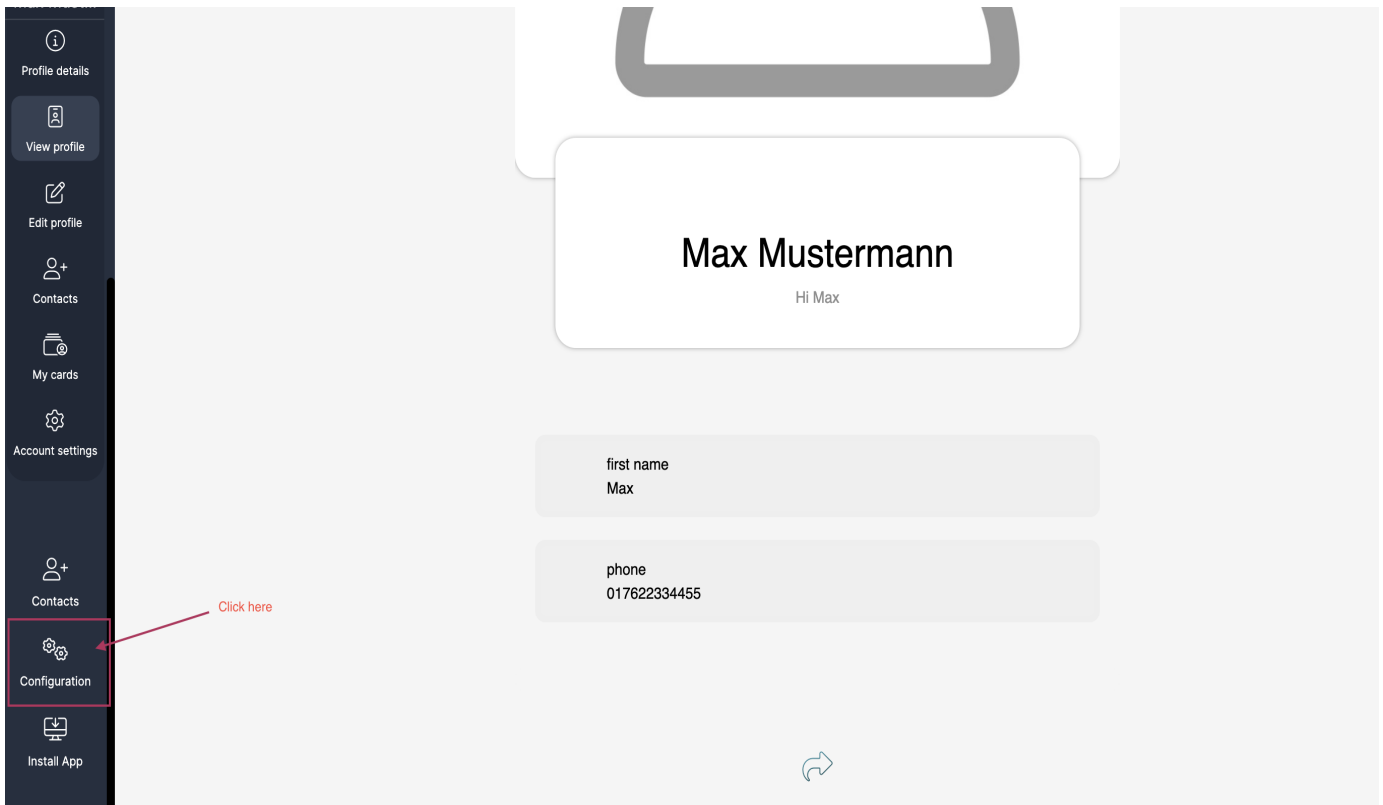 Profile details
View profile
Edit profile
Contacts
My cards
Account settings
Contacts
Configuration
Install App
Click here
Max Mustermann
Hi Max
first name
Max
phone
017622334455